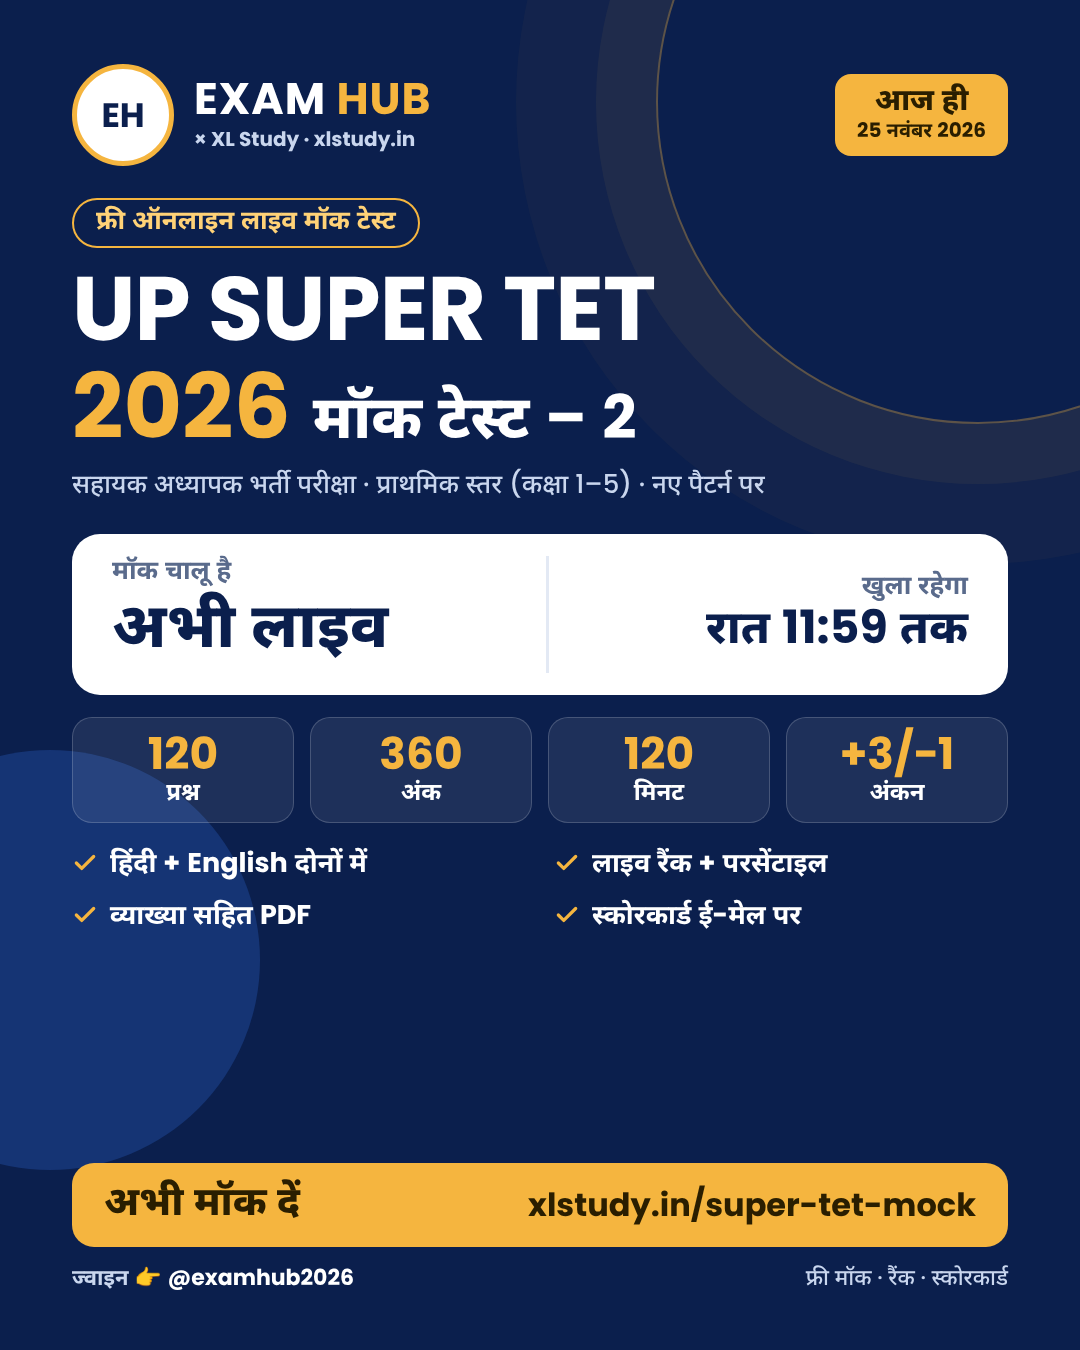 EH
EXAM HUB
× XL Study · xlstudy.in
आज ही
25 नवंबर 2026
फ्री ऑनलाइन लाइव मॉक टेस्ट
UP SUPER TET
2026 मॉक टेस्ट – 2
सहायक अध्यापक भर्ती परीक्षा · प्राथमिक स्तर (कक्षा 1–5) · नए पैटर्न पर
मॉक चालू है
अभी लाइव
खुला रहेगा
रात 11:59 तक
120
प्रश्न
360
अंक
120
मिनट
+3/−1
अंकन
✓ हिंदी + English दोनों में
✓ लाइव रैंक + परसेंटाइल
✓ व्याख्या सहित PDF
✓ स्कोरकार्ड ई-मेल पर
अभी मॉक दें
xlstudy.in/super-tet-mock
ज्वाइन 👉 @examhub2026
फ्री मॉक · रैंक · स्कोरकार्ड